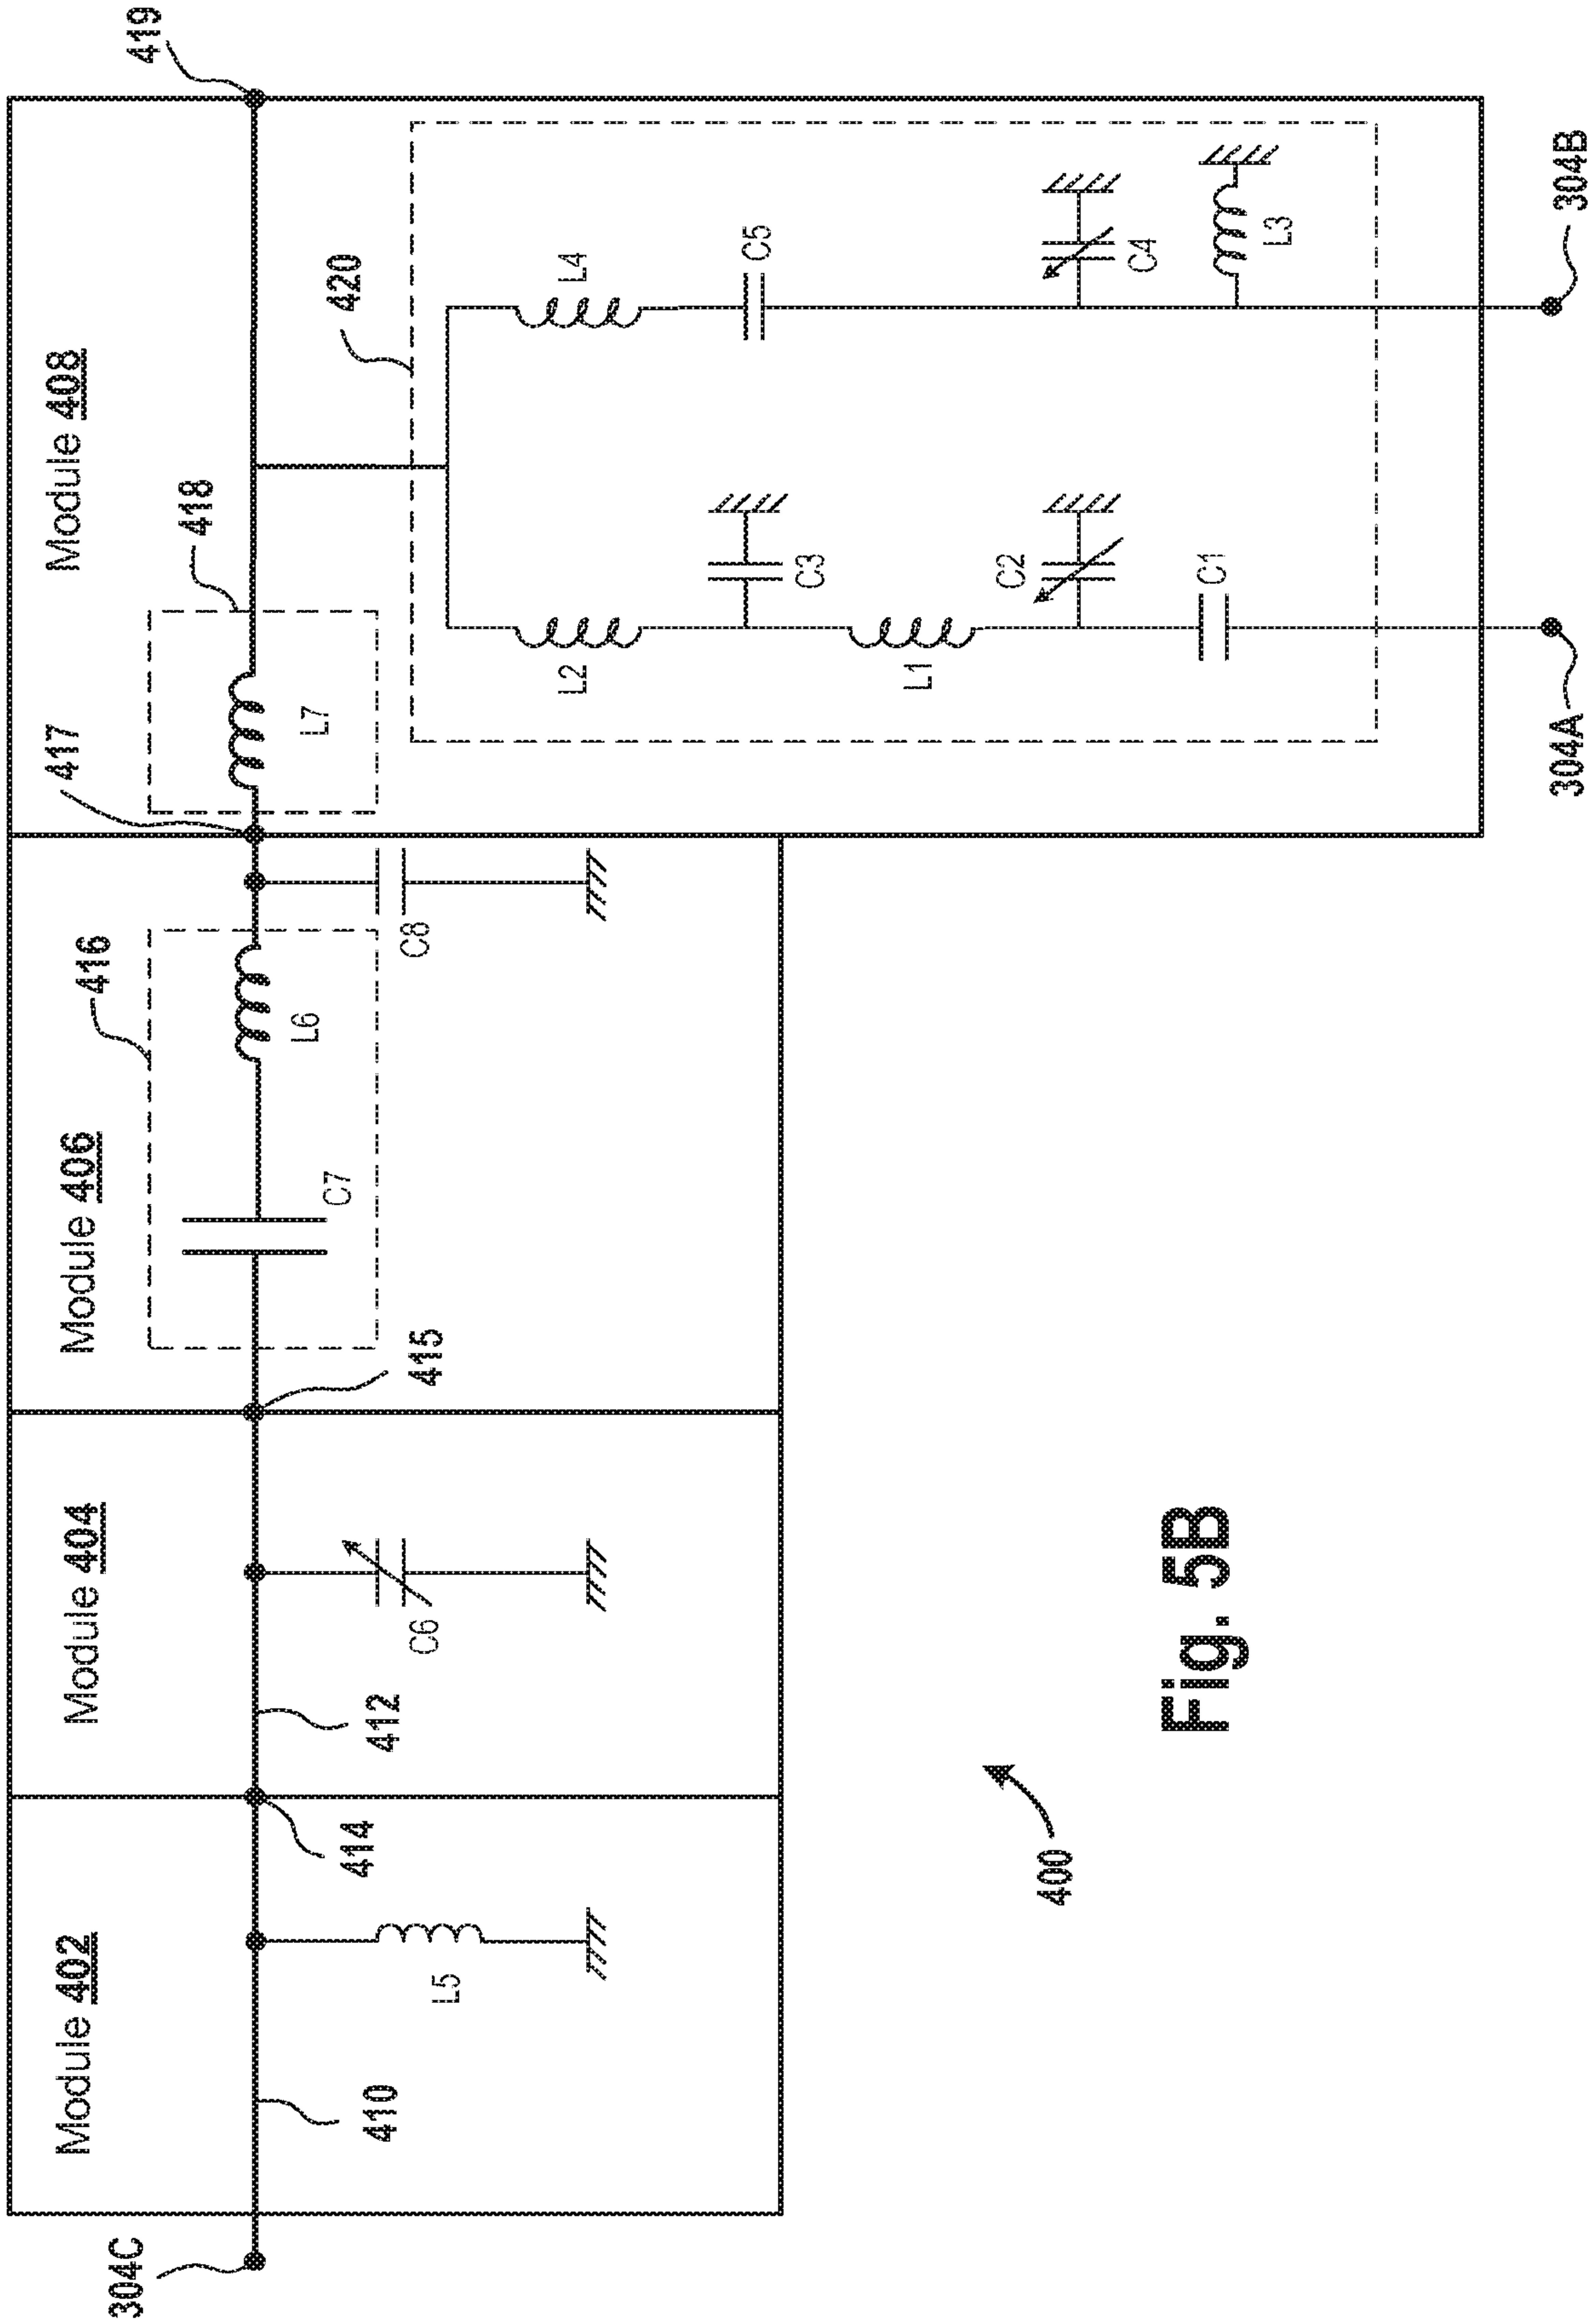 304C
Module 402
410
L5
414
Module 404
412
C6
415
Module 406
416
C7
L6
C8
417
Module 408
418
L7
419
420
L2
C3
L1
C2
C1
L4
C5
C4
L3
304A
304B
400
Fig. 5B